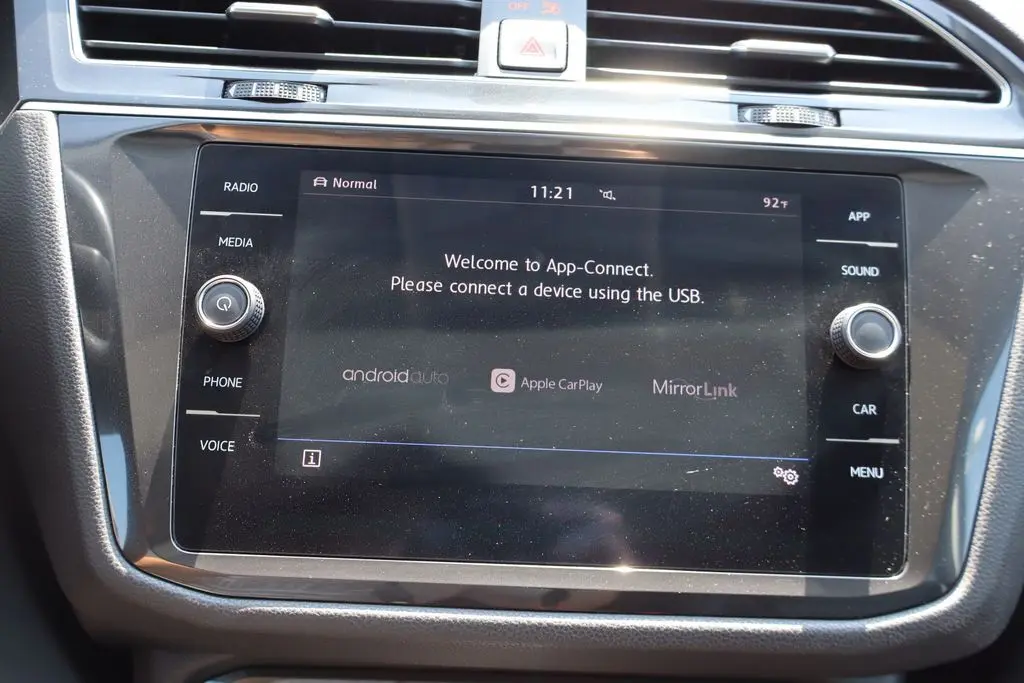 OFF
RADIO
MEDIA
PHONE
VOICE
Normal
11:21
92°F
Welcome to App-Connect.
Please connect a device using the USB.
androidauto
Apple CarPlay
MirrorLink
i
APP
SOUND
CAR
MENU